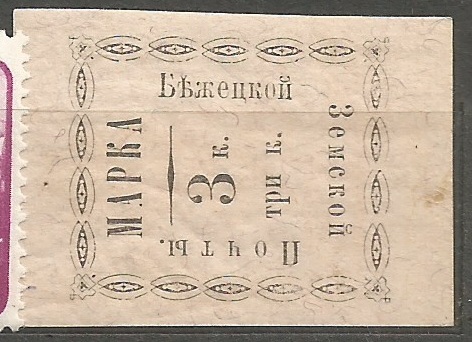 МАРКА
Бѣжецкой
Земской
Почты.
3 к.
три к.